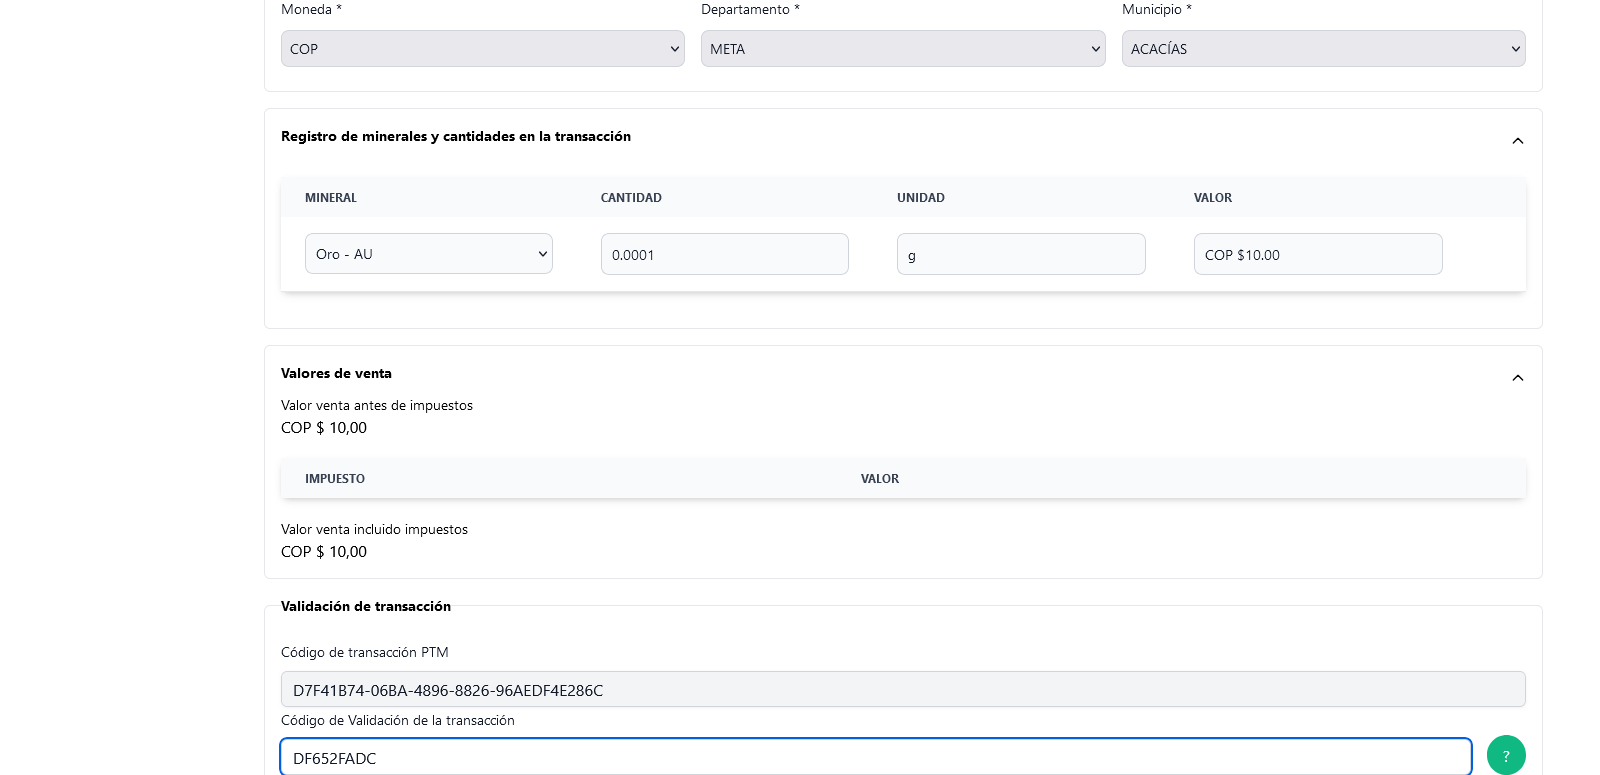 Moneda * Departamento * Municipio *
COP META ACACÍAS
Registro de minerales y cantidades en la transacción
MINERAL CANTIDAD UNIDAD VALOR
Oro - AU 0.0001 g COP $10.00
Valores de venta
Valor venta antes de impuestos
COP $ 10,00
IMPUESTO VALOR
Valor venta incluido impuestos
COP $ 10,00
Validación de transacción
Código de transacción PTM
D7F41B74-06BA-4896-8826-96AEDF4E286C
Código de Validación de la transacción
DF652FADC ?